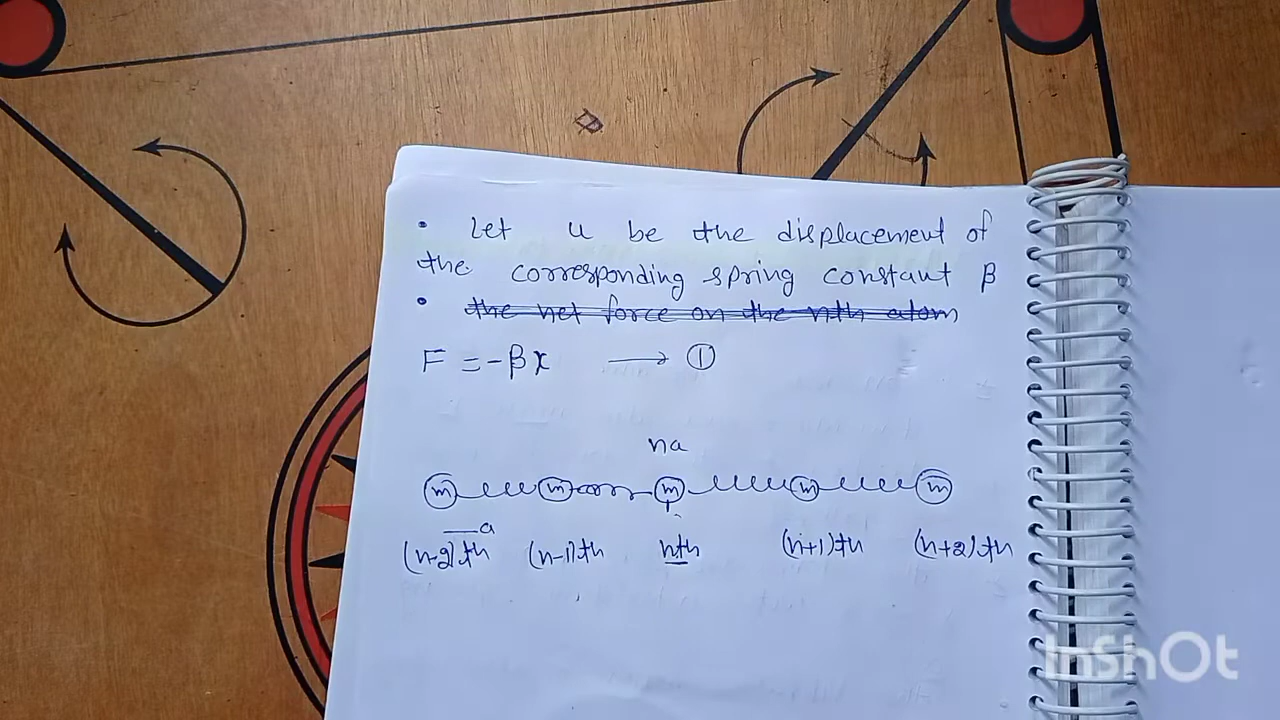 • Let u be the displacement of
the corresponding spring constant β
• the net force on the nth atom
F = -βx ⟶ ①
na
m m m m m
a
(n-2)th (n-1)th nth (n+1)th (n+2)th
InShOt